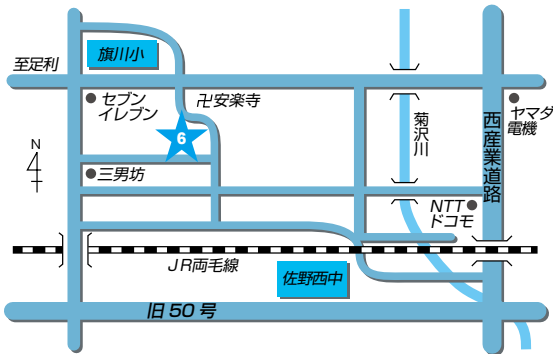 旗川小
至足利
セブン
イレブン
卍安楽寺
ヤマダ
電機
6
菊沢川
西産業道路
N
三男坊
NTT
ドコモ
JR両毛線
佐野西中
旧50号